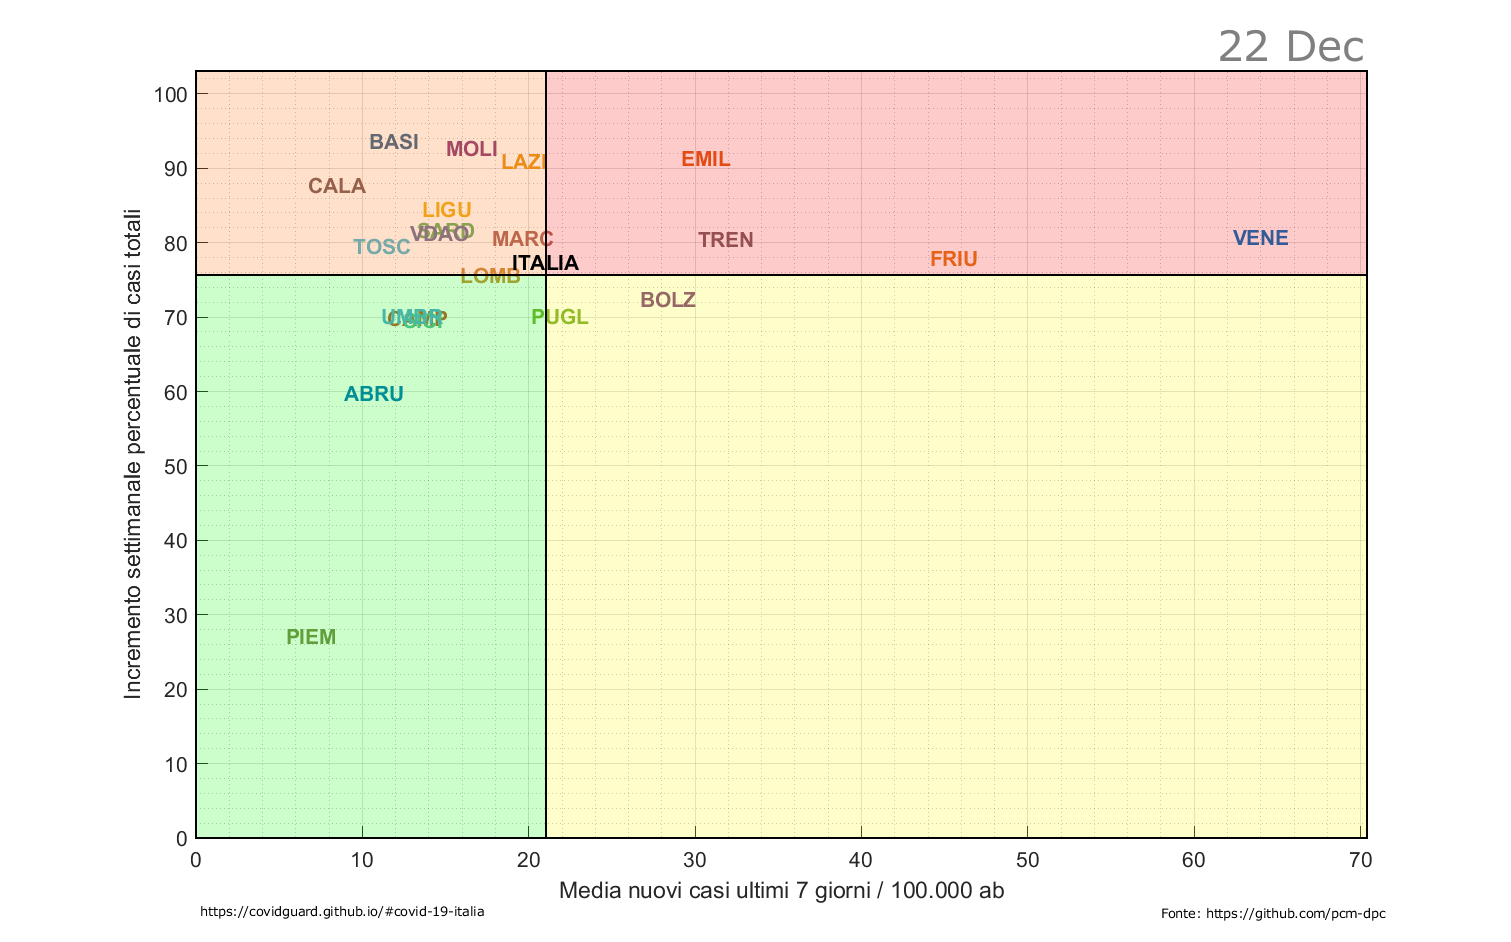 22 Dec
100
90
80
70
60
50
40
30
20
10
0
BASI
MOLI
LAZI
EMIL
CALA
LIGU
SARD
VDAO
TOSC
MARC
TREN
VENE
ITALIA
FRIU
LOMB
BOLZ
UMBR
CAMP
SICI
PUGL
ABRU
PIEM
Incremento settimanale percentuale di casi totali
0 10 20 30 40 50 60 70
Media nuovi casi ultimi 7 giorni / 100.000 ab
https://covidguard.github.io/#covid-19-italia
Fonte: https://github.com/pcm-dpc